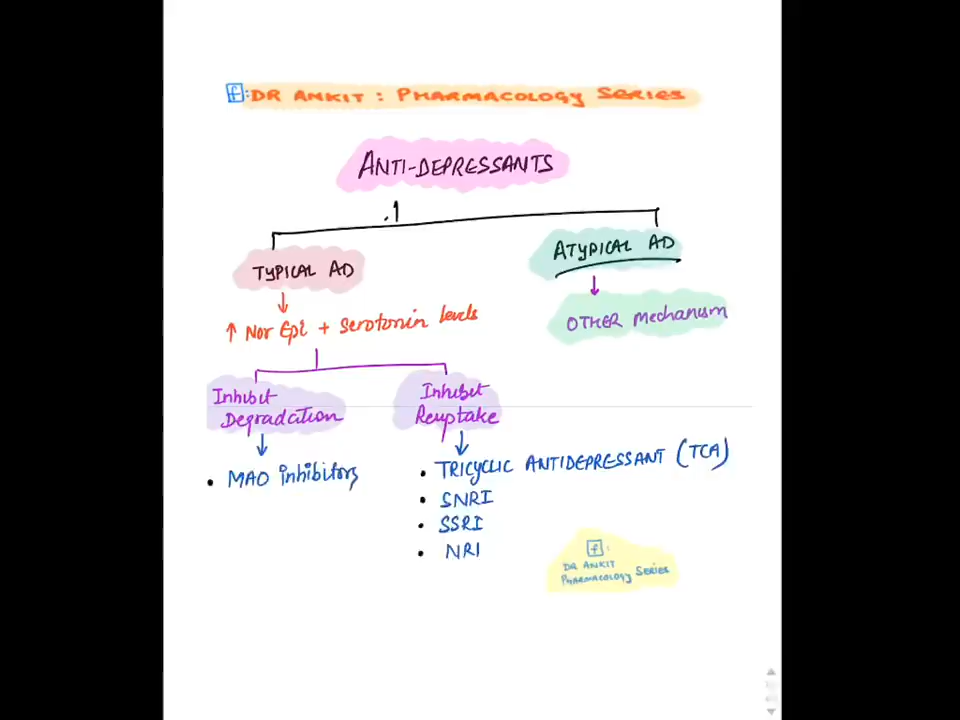 f: DR ANKIT : PHARMACOLOGY SERIES
ANTI-DEPRESSANTS
TYPICAL AD
ATYPICAL AD
↑ Nor Epi + Serotonin levels
OTHER mechanism
Inhibit
Degradation
Inhibit
Reuptake
• MAO inhibitors
• TRICYCLIC ANTIDEPRESSANT (TCA)
• SNRI
• SSRI
• NRI
f:
DR ANKIT
PHARMACOLOGY SERIES